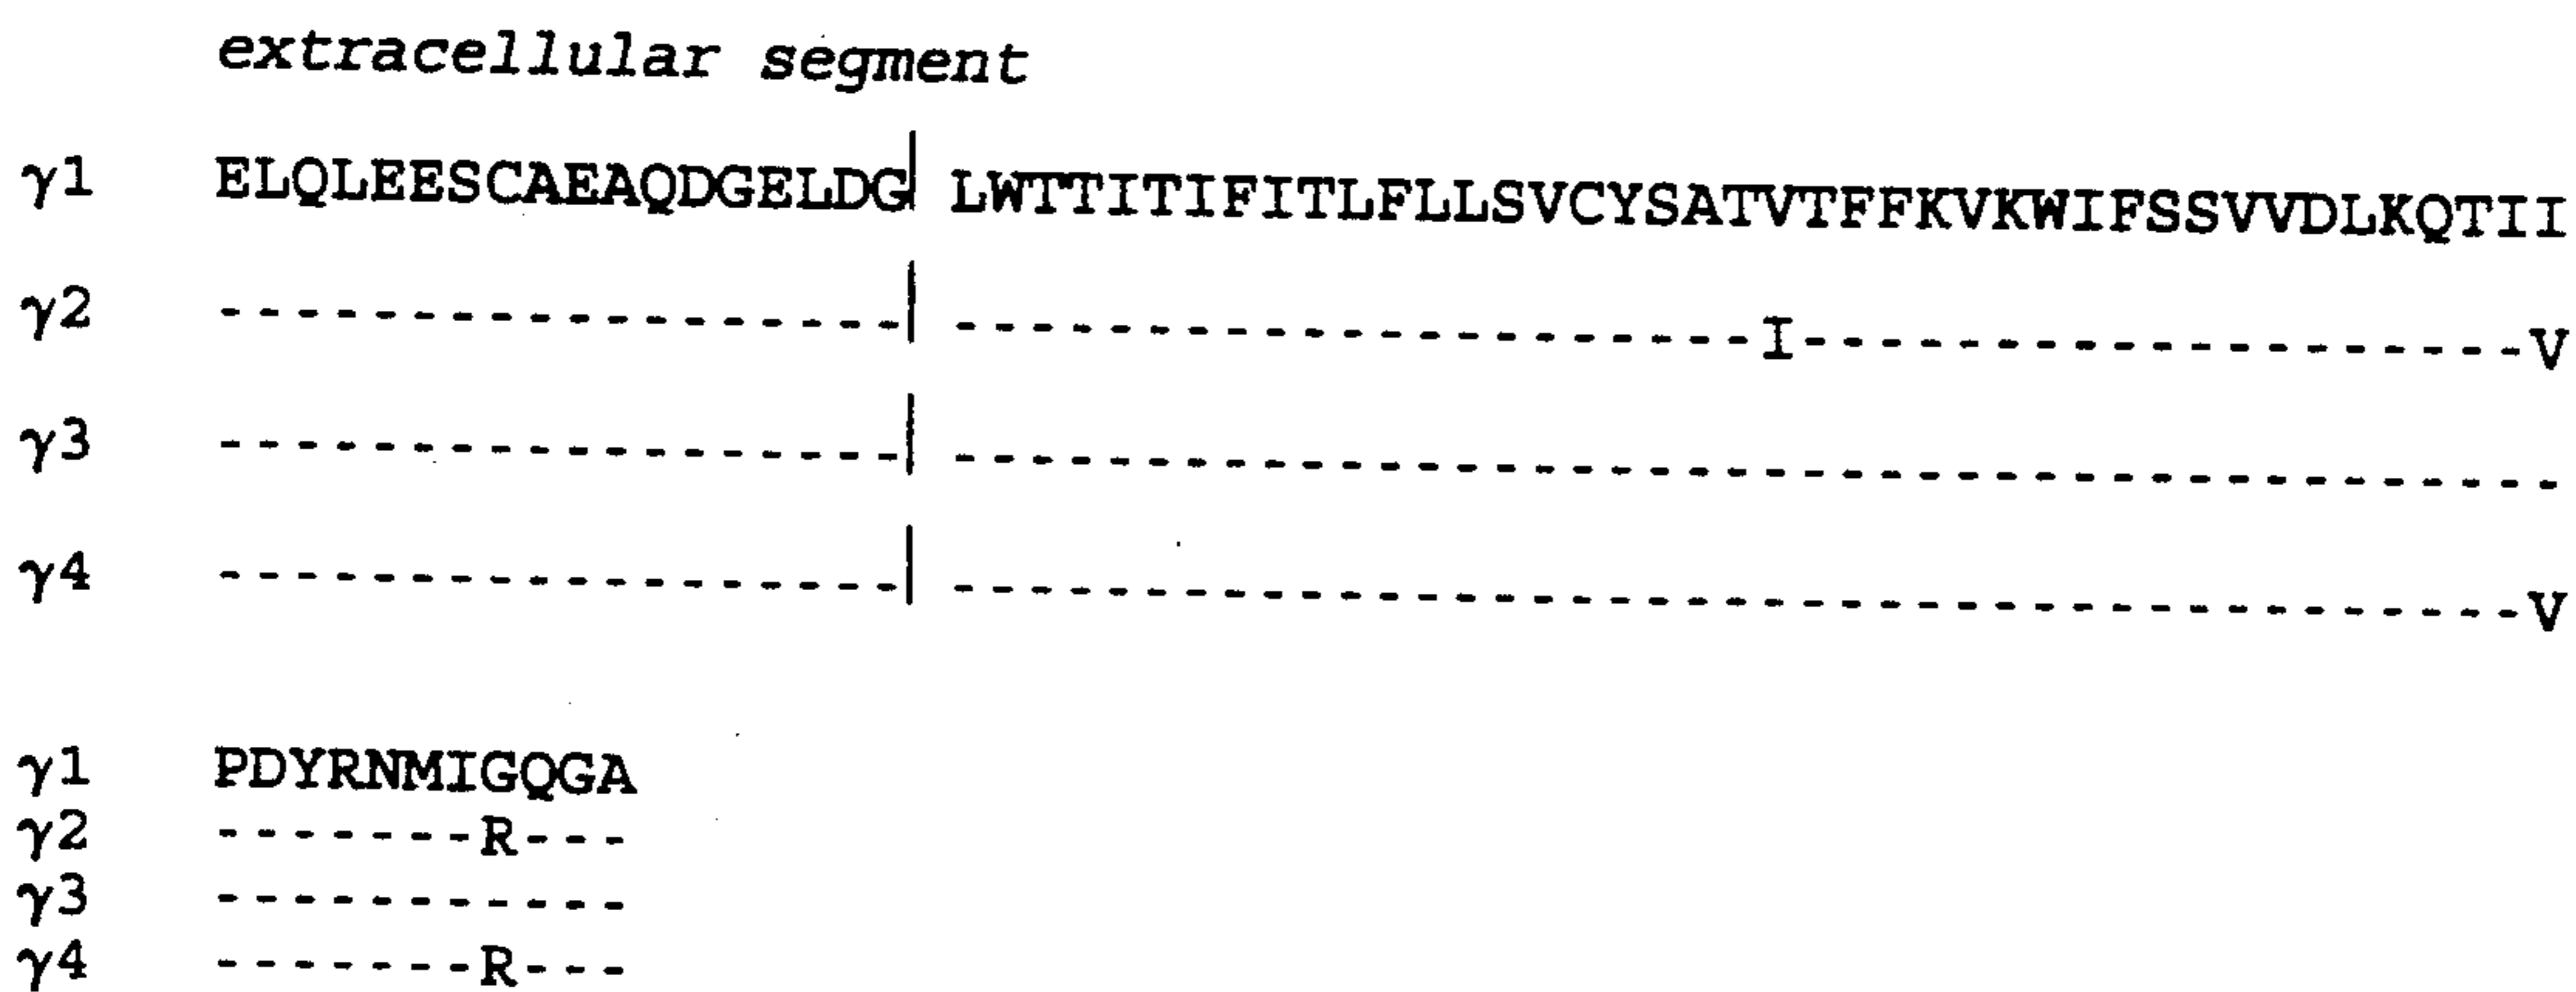 extracellular segment
γ1 ELQLEESCAEAQDGELDG| LWTTITIFITLFLLSVCYSATVTFFKVKWIFSSVVDLKQTII
γ2 ------------------| ---------------------I-------------------V
γ3 ------------------| ------------------------------------------
γ4 ------------------| -----------------------------------------V
γ1 PDYRNMIGQGA
γ2 -------R---
γ3 -----------
γ4 -------R---